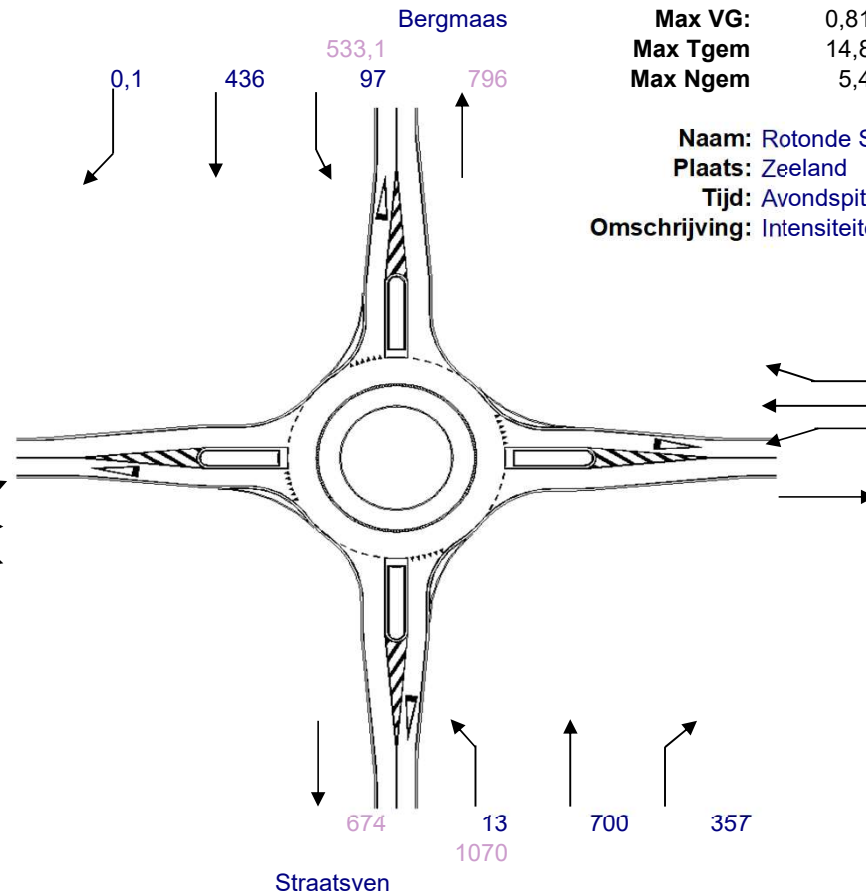 Bergmaas
533,1
0,1 436 97 796
Max VG: 0,81
Max Tgem 14,8
Max Ngem 5,4
Naam: Rotonde S
Plaats: Zeeland
Tijd: Avondspit
Omschrijving: Intensiteite
674 13 700 357
1070
Straatsven